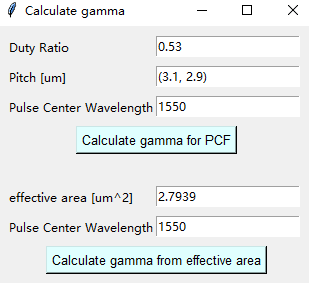 Calculate gamma
Duty Ratio 0.53
Pitch [um] (3.1, 2.9)
Pulse Center Wavelength 1550
Calculate gamma for PCF
effective area [um^2] 2.7939
Pulse Center Wavelength 1550
Calculate gamma from effective area